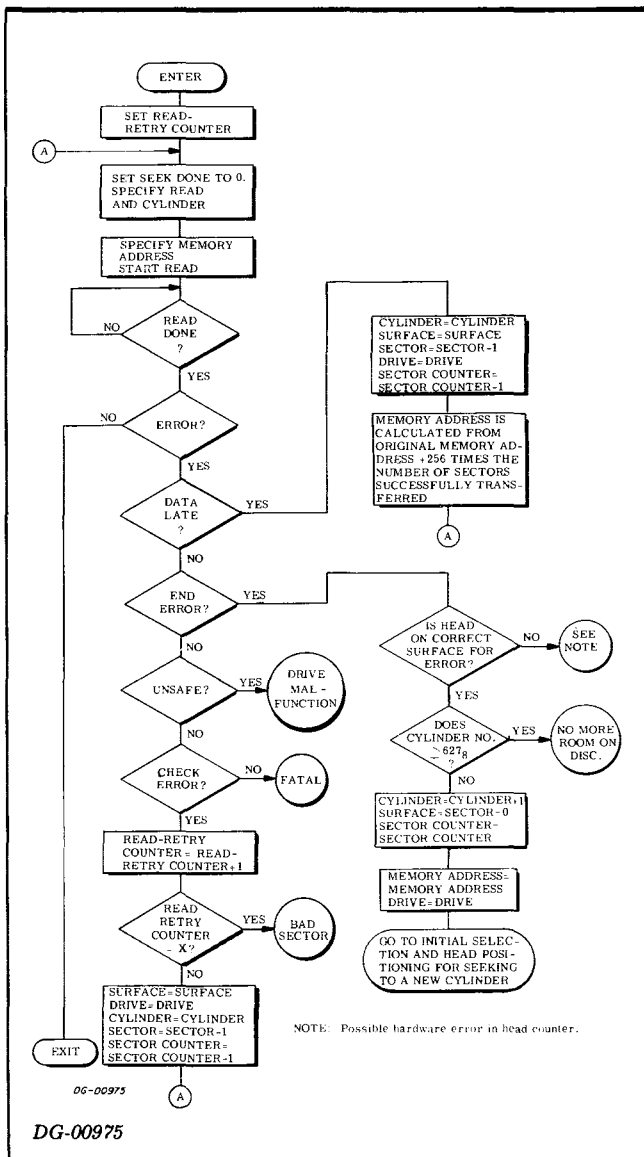 ENTER
SET READ-
RETRY COUNTER
A
SET SEEK DONE TO 0.
SPECIFY READ
AND CYLINDER
SPECIFY MEMORY
ADDRESS
START READ
NO
READ
DONE
?
YES
NO
ERROR?
YES
DATA
LATE
?
YES
NO
CYLINDER=CYLINDER
SURFACE=SURFACE
SECTOR=SECTOR-1
DRIVE=DRIVE
SECTOR COUNTER=
SECTOR COUNTER-1
MEMORY ADDRESS IS
CALCULATED FROM
ORIGINAL MEMORY AD-
DRESS +256 TIMES THE
NUMBER OF SECTORS
SUCCESSFULLY TRANS-
FERRED
A
END
ERROR?
YES
NO
IS HEAD
ON CORRECT
SURFACE FOR
ERROR?
NO
SEE
NOTE
YES
DOES
CYLINDER NO.
≥627₈
?
YES
NO MORE
ROOM ON
DISC.
NO
CYLINDER=CYLINDER+1
SURFACE=SECTOR-0
SECTOR COUNTER-
SECTOR COUNTER
MEMORY ADDRESS=
MEMORY ADDRESS
DRIVE=DRIVE
GO TO INITIAL SELEC-
TION AND HEAD POSI-
TIONING FOR SEEKING
TO A NEW CYLINDER
UNSAFE?
YES
DRIVE
MAL-
FUNCTION
NO
CHECK
ERROR?
NO
FATAL
YES
READ-RETRY
COUNTER= READ-
RETRY COUNTER+1
READ
RETRY
COUNTER
= X?
YES
BAD
SECTOR
NO
SURFACE=SURFACE
DRIVE=DRIVE
CYLINDER=CYLINDER
SECTOR=SECTOR-1
SECTOR COUNTER=
SECTOR COUNTER-1
EXIT
A
NOTE: Possible hardware error in head counter.
DG-00975
DG-00975